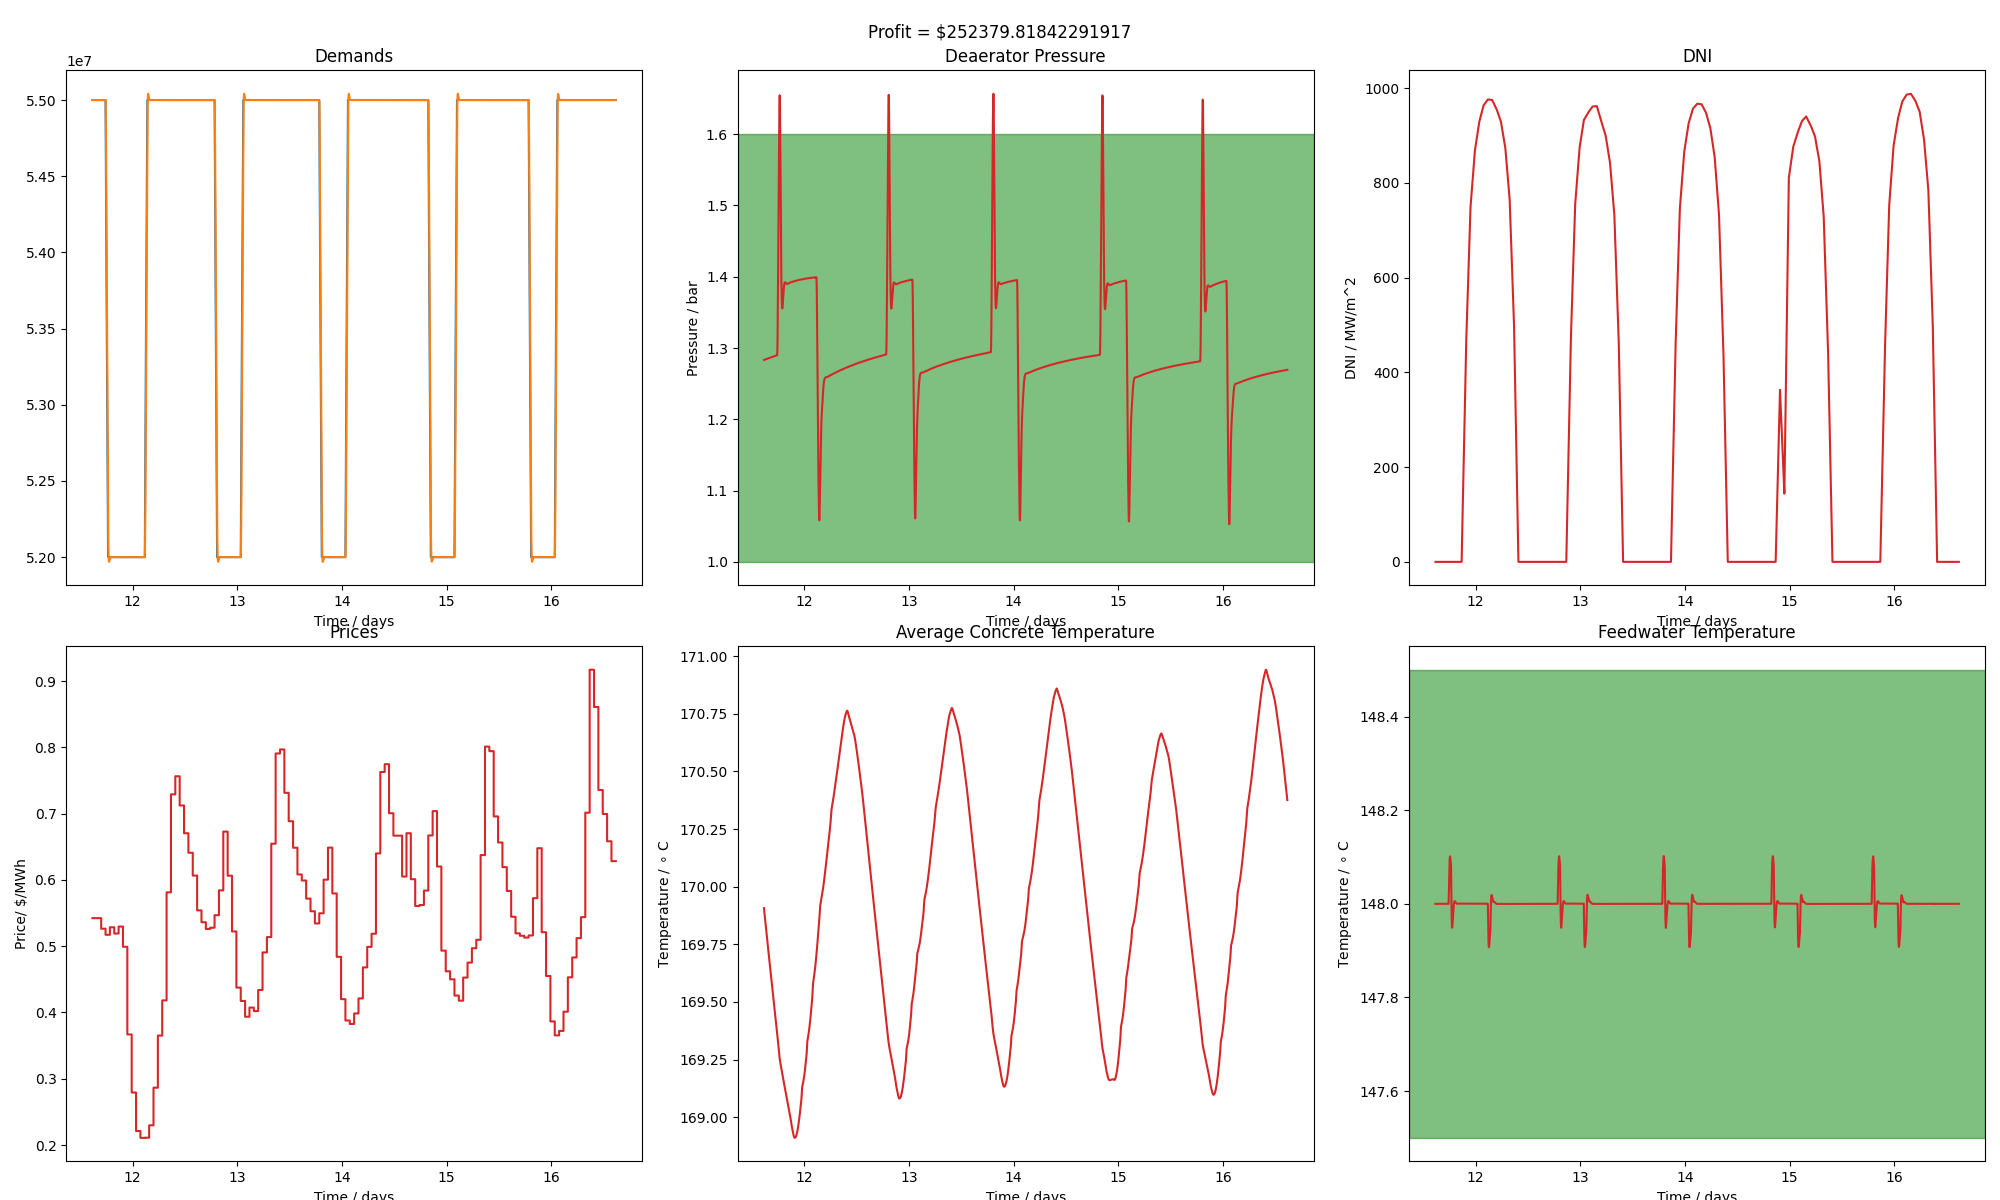 Profit = $252379.81842291917
Demands
1e7
5.50
5.45
5.40
5.35
5.30
5.25
5.20
12 13 14 15 16
Time / days
Deaerator Pressure
Pressure / bar
1.6
1.5
1.4
1.3
1.2
1.1
1.0
12 13 14 15 16
Time / days
DNI
DNI / MW/m^2
1000
800
600
400
200
0
12 13 14 15 16
Time / days
Prices
Price/ $/MWh
0.9
0.8
0.7
0.6
0.5
0.4
0.3
0.2
12 13 14 15 16
Time / days
Average Concrete Temperature
Temperature / ∘ C
171.00
170.75
170.50
170.25
170.00
169.75
169.50
169.25
169.00
12 13 14 15 16
Time / days
Feedwater Temperature
Temperature / ∘ C
148.4
148.2
148.0
147.8
147.6
12 13 14 15 16
Time / days